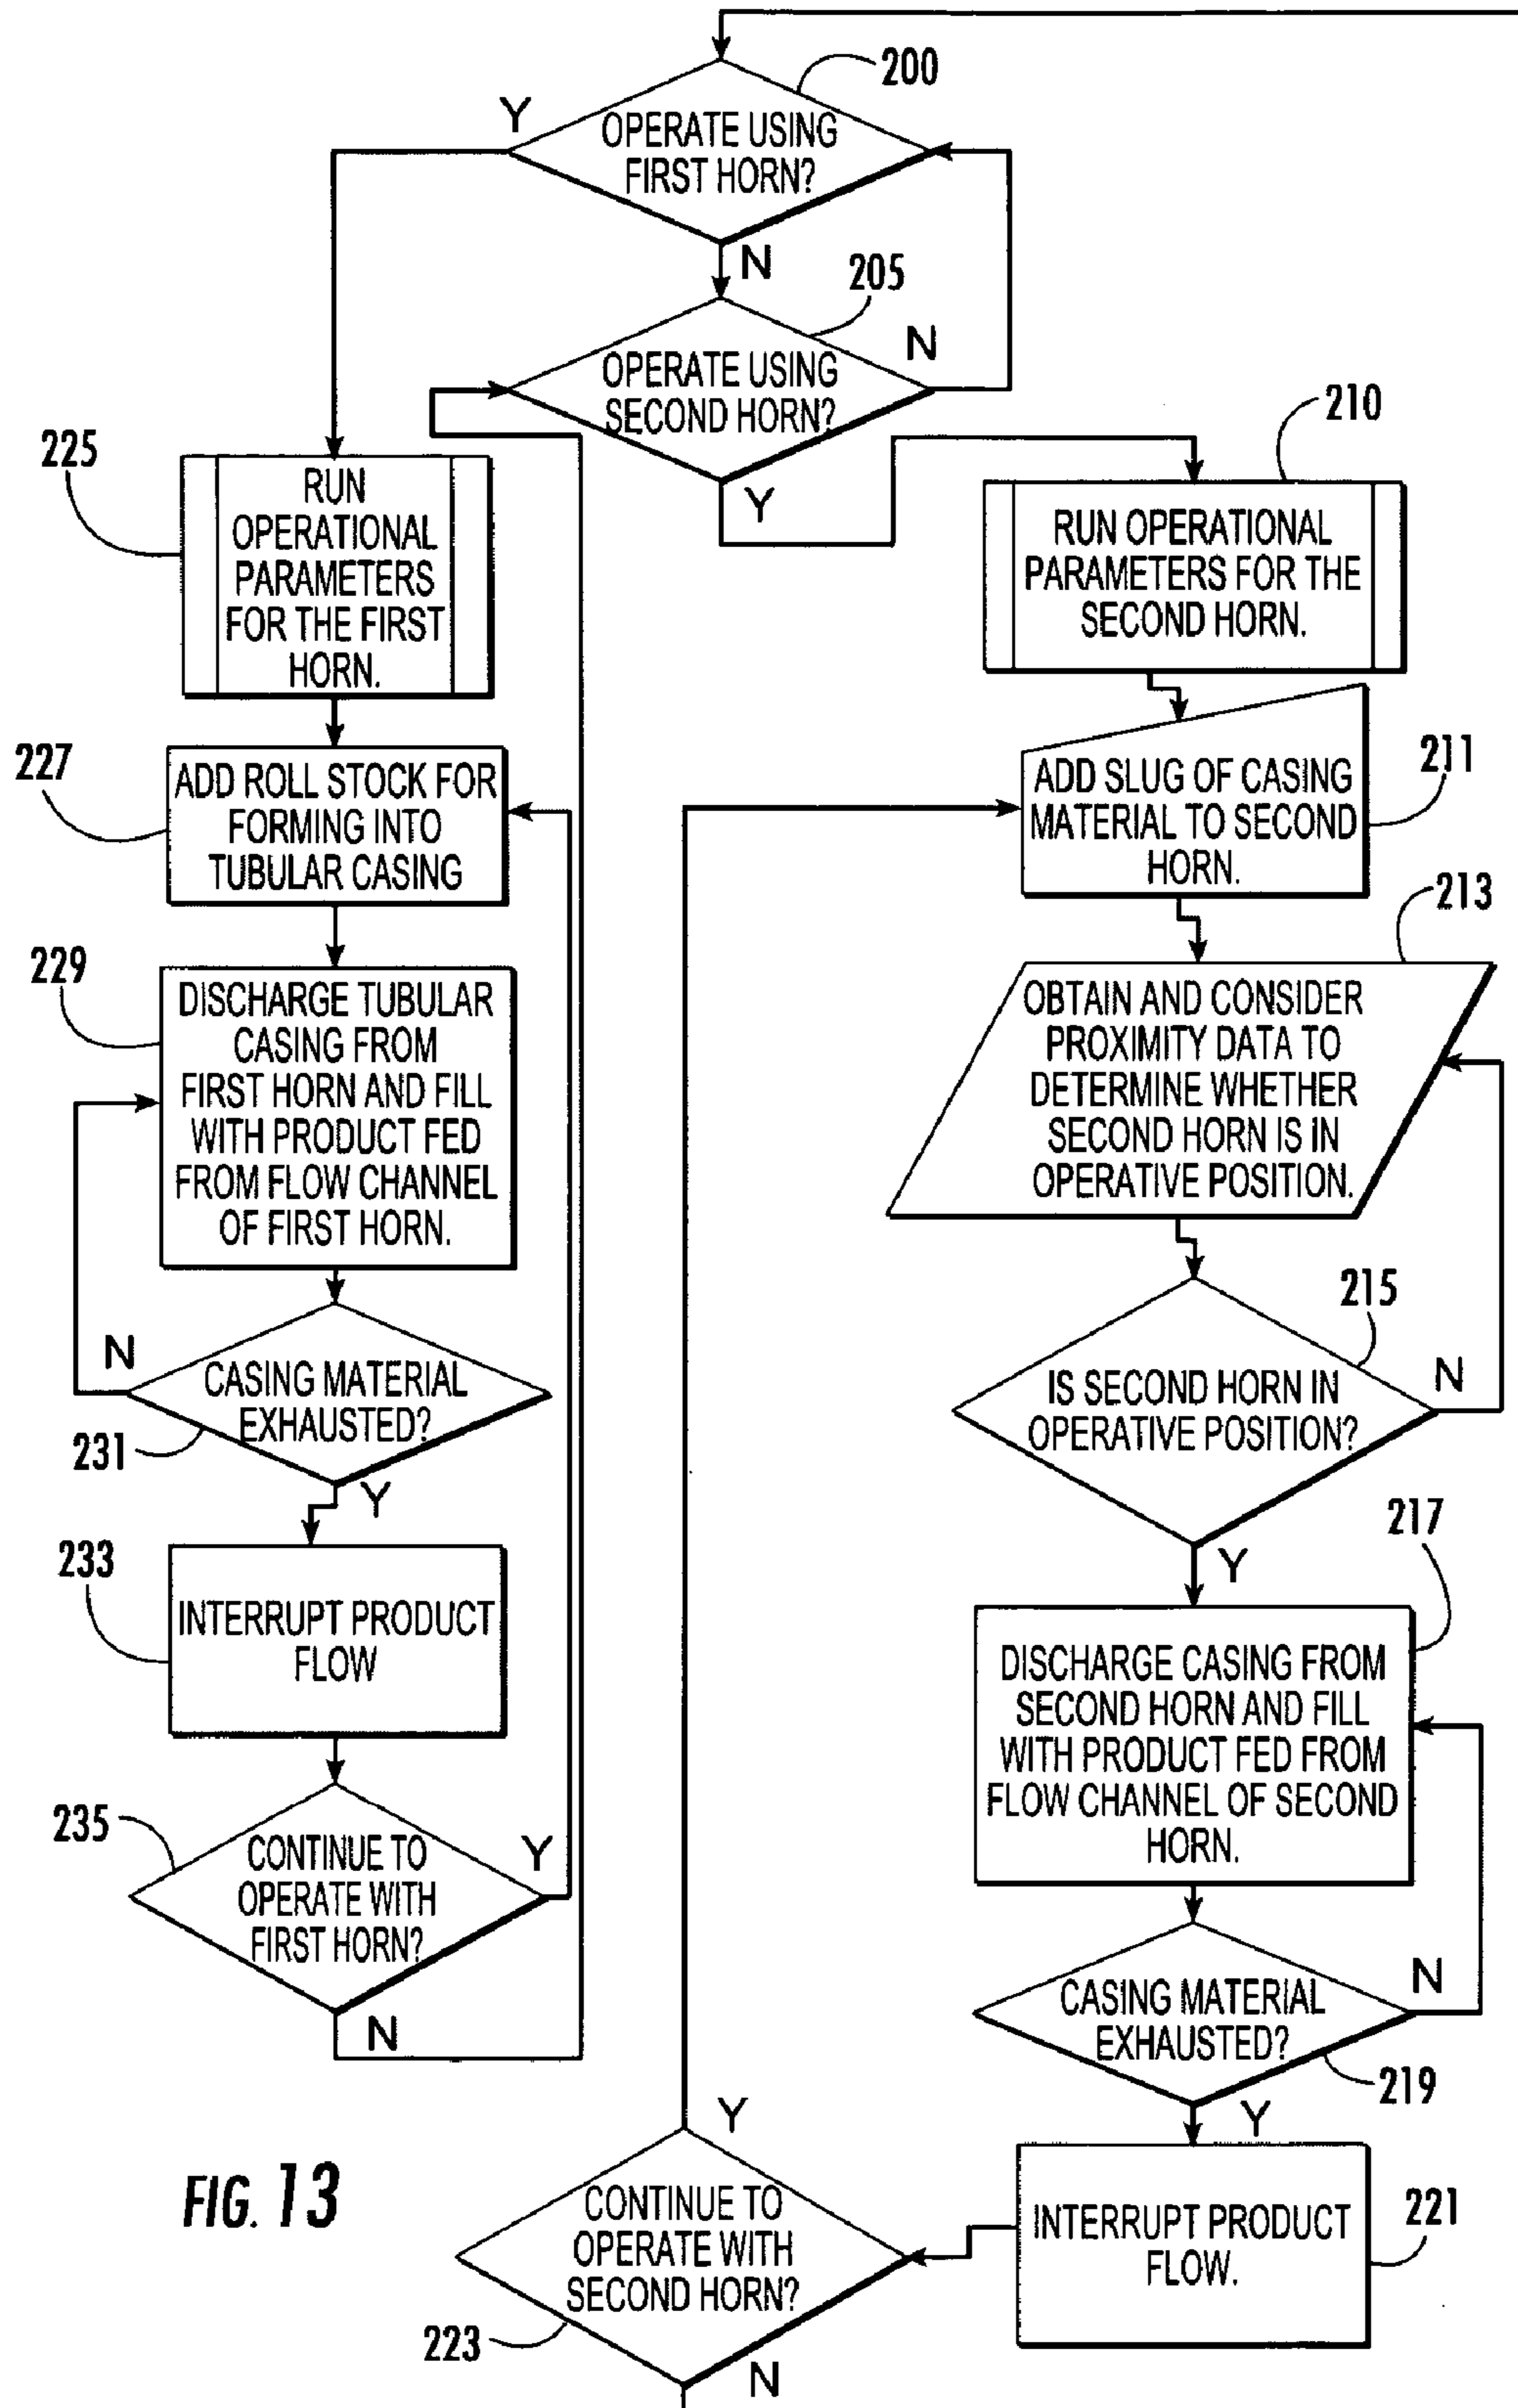 200
Y
OPERATE USING
FIRST HORN?
N
205
N
OPERATE USING
SECOND HORN?
Y
210
RUN OPERATIONAL
PARAMETERS FOR THE
SECOND HORN.
225
RUN
OPERATIONAL
PARAMETERS
FOR THE FIRST
HORN.
227
ADD ROLL STOCK FOR
FORMING INTO
TUBULAR CASING
229
DISCHARGE TUBULAR
CASING FROM
FIRST HORN AND FILL
WITH PRODUCT FED
FROM FLOW CHANNEL
OF FIRST HORN.
N
CASING MATERIAL
EXHAUSTED?
231
Y
233
INTERRUPT PRODUCT
FLOW
235
CONTINUE TO
OPERATE WITH
FIRST HORN?
Y
N
211
ADD SLUG OF CASING
MATERIAL TO SECOND
HORN.
213
OBTAIN AND CONSIDER
PROXIMITY DATA TO
DETERMINE WHETHER
SECOND HORN IS IN
OPERATIVE POSITION.
215
IS SECOND HORN IN
OPERATIVE POSITION?
N
Y
217
DISCHARGE CASING FROM
SECOND HORN AND FILL
WITH PRODUCT FED FROM
FLOW CHANNEL OF SECOND
HORN.
CASING MATERIAL
EXHAUSTED?
N
219
Y
INTERRUPT PRODUCT
FLOW.
221
Y
CONTINUE TO
OPERATE WITH
SECOND HORN?
223
N
FIG. 13